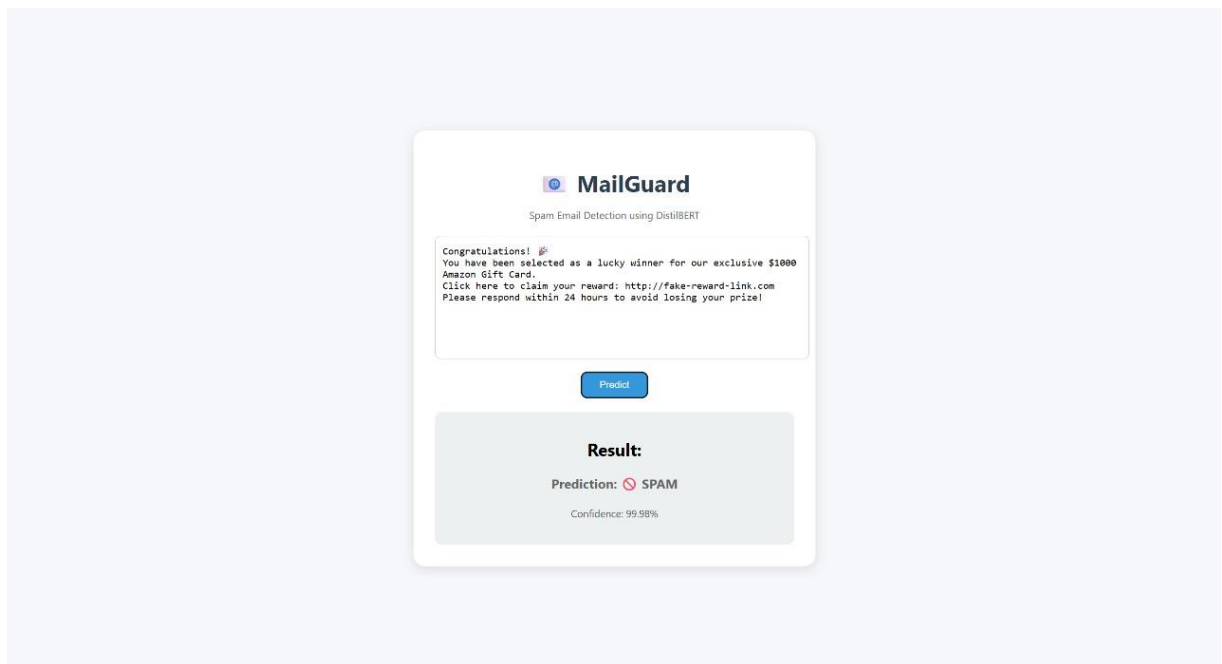 MailGuard
Spam Email Detection using DistilBERT
Congratulations! 🎉
You have been selected as a lucky winner for our exclusive $1000
Amazon Gift Card.
Click here to claim your reward: http://fake-reward-link.com
Please respond within 24 hours to avoid losing your prize!
Predict
Result:
Prediction: 🚫 SPAM
Confidence: 99.98%